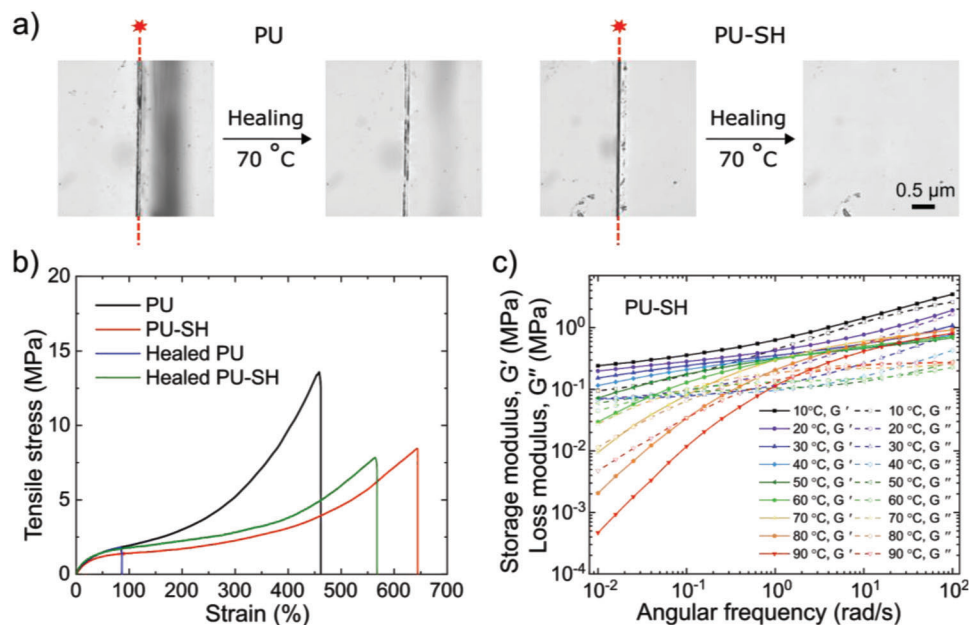 a)
PU
PU-SH
Healing
70 °C
Healing
70 °C
0.5 µm
b)
20
15
10
5
0
0 100 200 300 400 500 600 700
Tensile stress (MPa)
Strain (%)
PU
PU-SH
Healed PU
Healed PU-SH
c)
PU-SH
Storage modulus, G′ (MPa)
Loss modulus, G″ (MPa)
10⁰
10⁻¹
10⁻²
10⁻³
10⁻⁴
10⁻² 10⁻¹ 10⁰ 10¹ 10²
Angular frequency (rad/s)
10°C, G ′ 10 °C, G ″
20 °C, G ′ 20 °C, G ″
30 °C, G ′ 30 °C, G ″
40 °C, G ′ 40 °C, G ″
50 °C, G ′ 50 °C, G ″
60 °C, G ′ 60 °C, G ″
70 °C, G ′ 70 °C, G ″
80 °C, G ′ 80 °C, G ″
90 °C, G ′ 90 °C, G ″